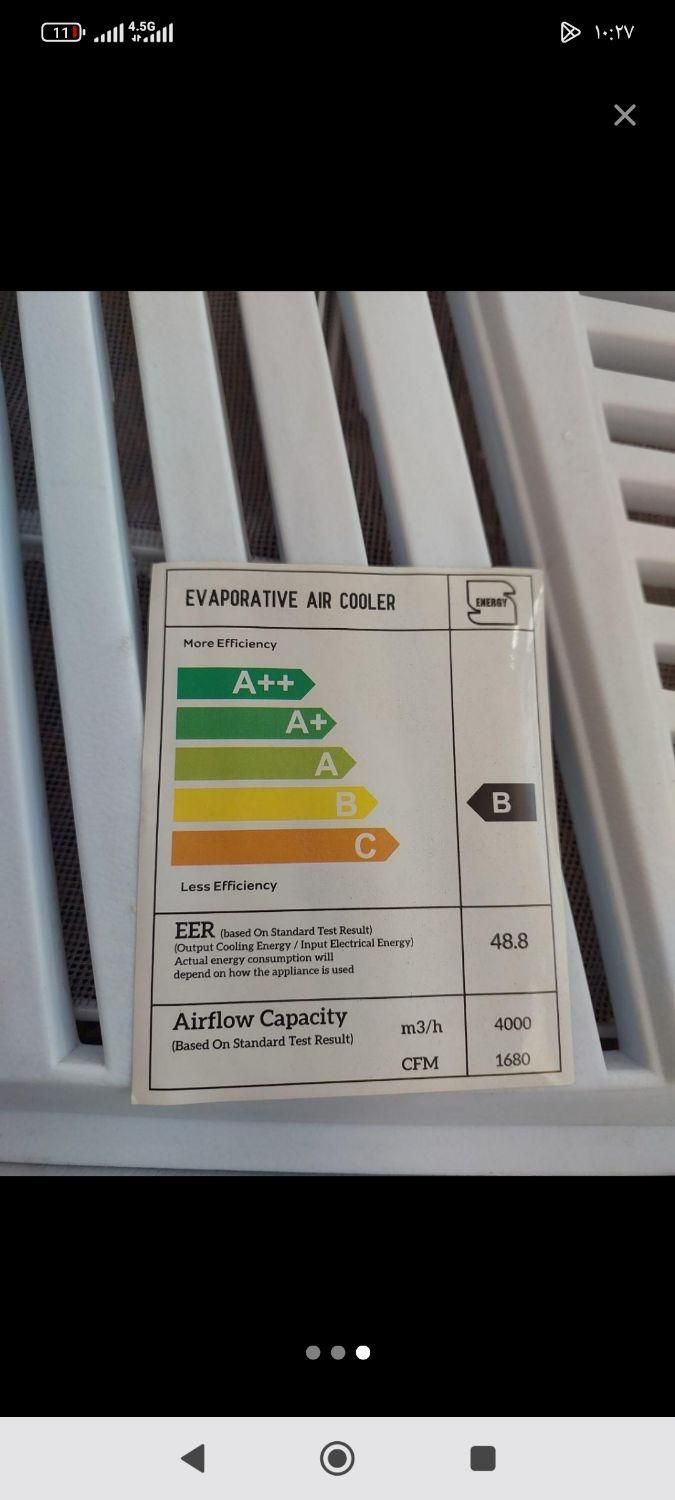 11
4.5G
۱۰:۲۷
EVAPORATIVE AIR COOLER
ENERGY
More Efficiency
A++
A+
A
B
B
C
Less Efficiency
EER (based On Standard Test Result)
(Output Cooling Energy / Input Electrical Energy)
Actual energy consumption will
depend on how the appliance is used
48.8
Airflow Capacity
(Based On Standard Test Result)
m3/h
4000
CFM
1680